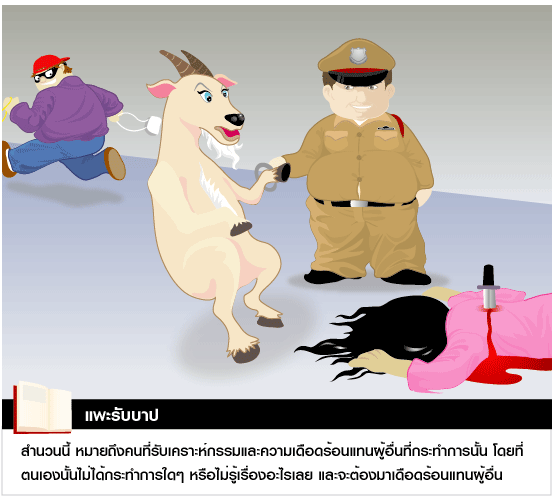 แพะรับบาป
สำนวนนี้ หมายถึงคนที่รับเคราะห์กรรมและความเดือดร้อนแทนผู้อื่นที่กระทำการนั้น โดยที่
ตนเองนั้นไม่ได้กระทำการใดๆ หรือไม่รู้เรื่องอะไรเลย และจะต้องมาเดือดร้อนแทนผู้อื่น